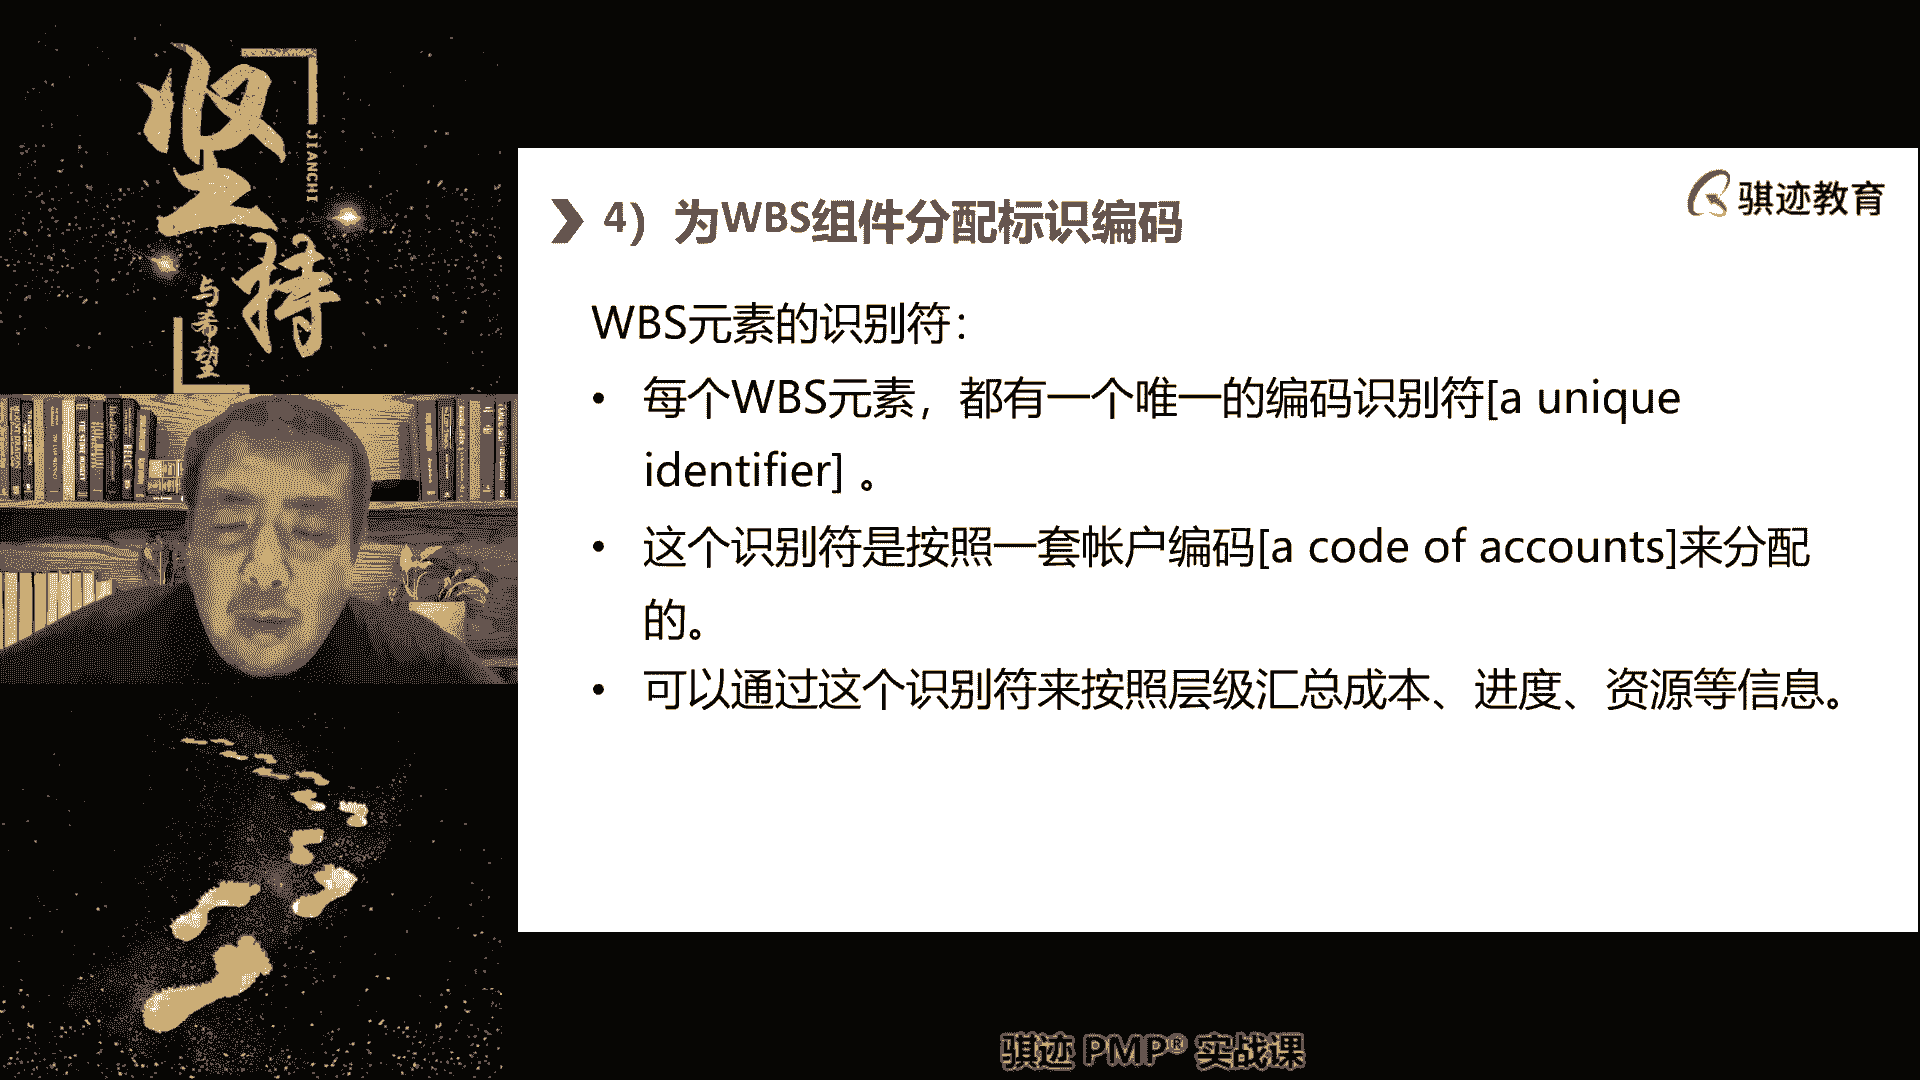 坚持
JIANCHI
与希望
骐迹教育
4）为WBS组件分配标识编码
WBS元素的识别符：
• 每个WBS元素，都有一个唯一的编码识别符[a unique
identifier] 。
• 这个识别符是按照一套帐户编码[a code of accounts]来分配
的。
• 可以通过这个识别符来按照层级汇总成本、进度、资源等信息。
骐迹 PMP® 实战课